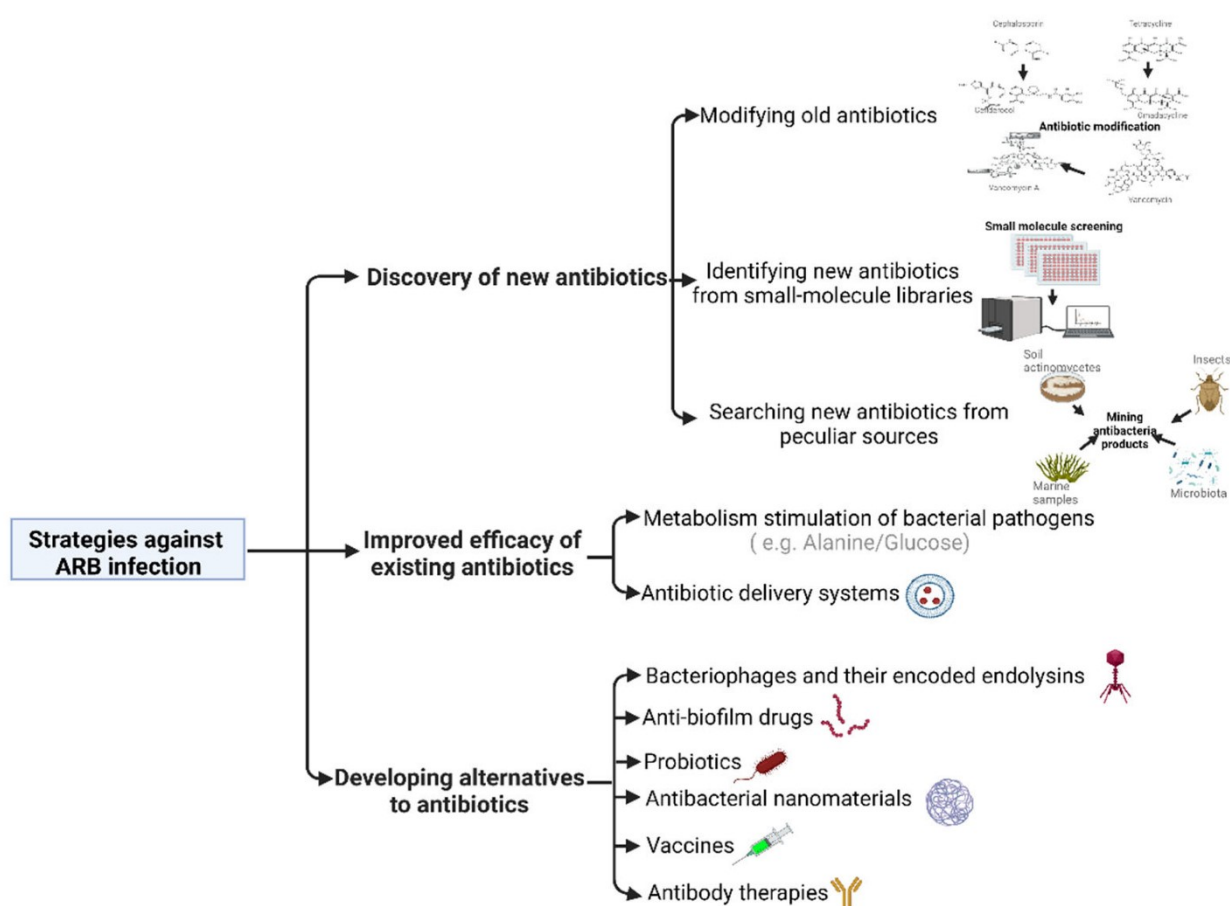 Cephalosporin
Tetracycline
Cefiderocol
Omadacycline
Modifying old antibiotics
Antibiotic modification
Vancomycin A
Vancomycin
Small molecule screening
Discovery of new antibiotics
Identifying new antibiotics
from small-molecule libraries
Soil
actinomycetes
Insects
Searching new antibiotics from
peculiar sources
Mining
antibacteria
products
Marine
samples
Microbiota
Strategies against
ARB infection
Improved efficacy of
existing antibiotics
Metabolism stimulation of bacterial pathogens
( e.g. Alanine/Glucose)
Antibiotic delivery systems
Developing alternatives
to antibiotics
Bacteriophages and their encoded endolysins
Anti-biofilm drugs
Probiotics
Antibacterial nanomaterials
Vaccines
Antibody therapies